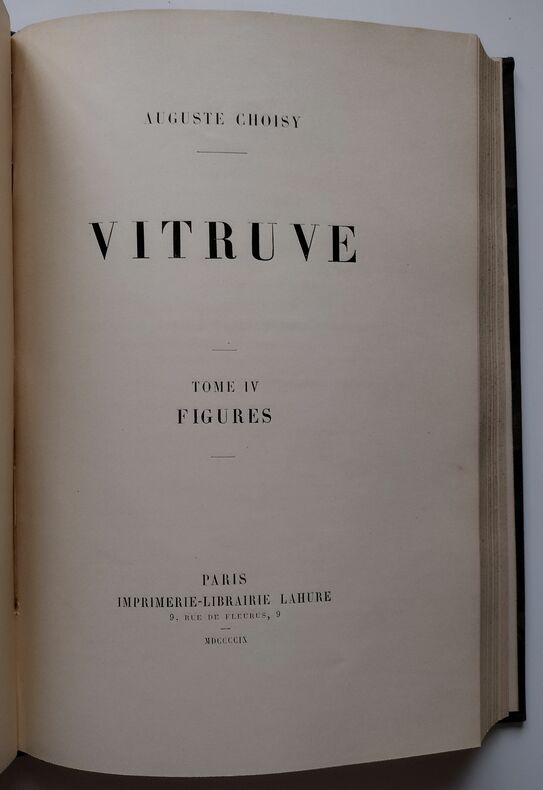 AUGUSTE CHOISY
VITRUVE
TOME IV
FIGURES
PARIS
IMPRIMERIE-LIBRAIRIE LAHURE
9, RUE DE FLEURUS, 9
MDCCCCIX